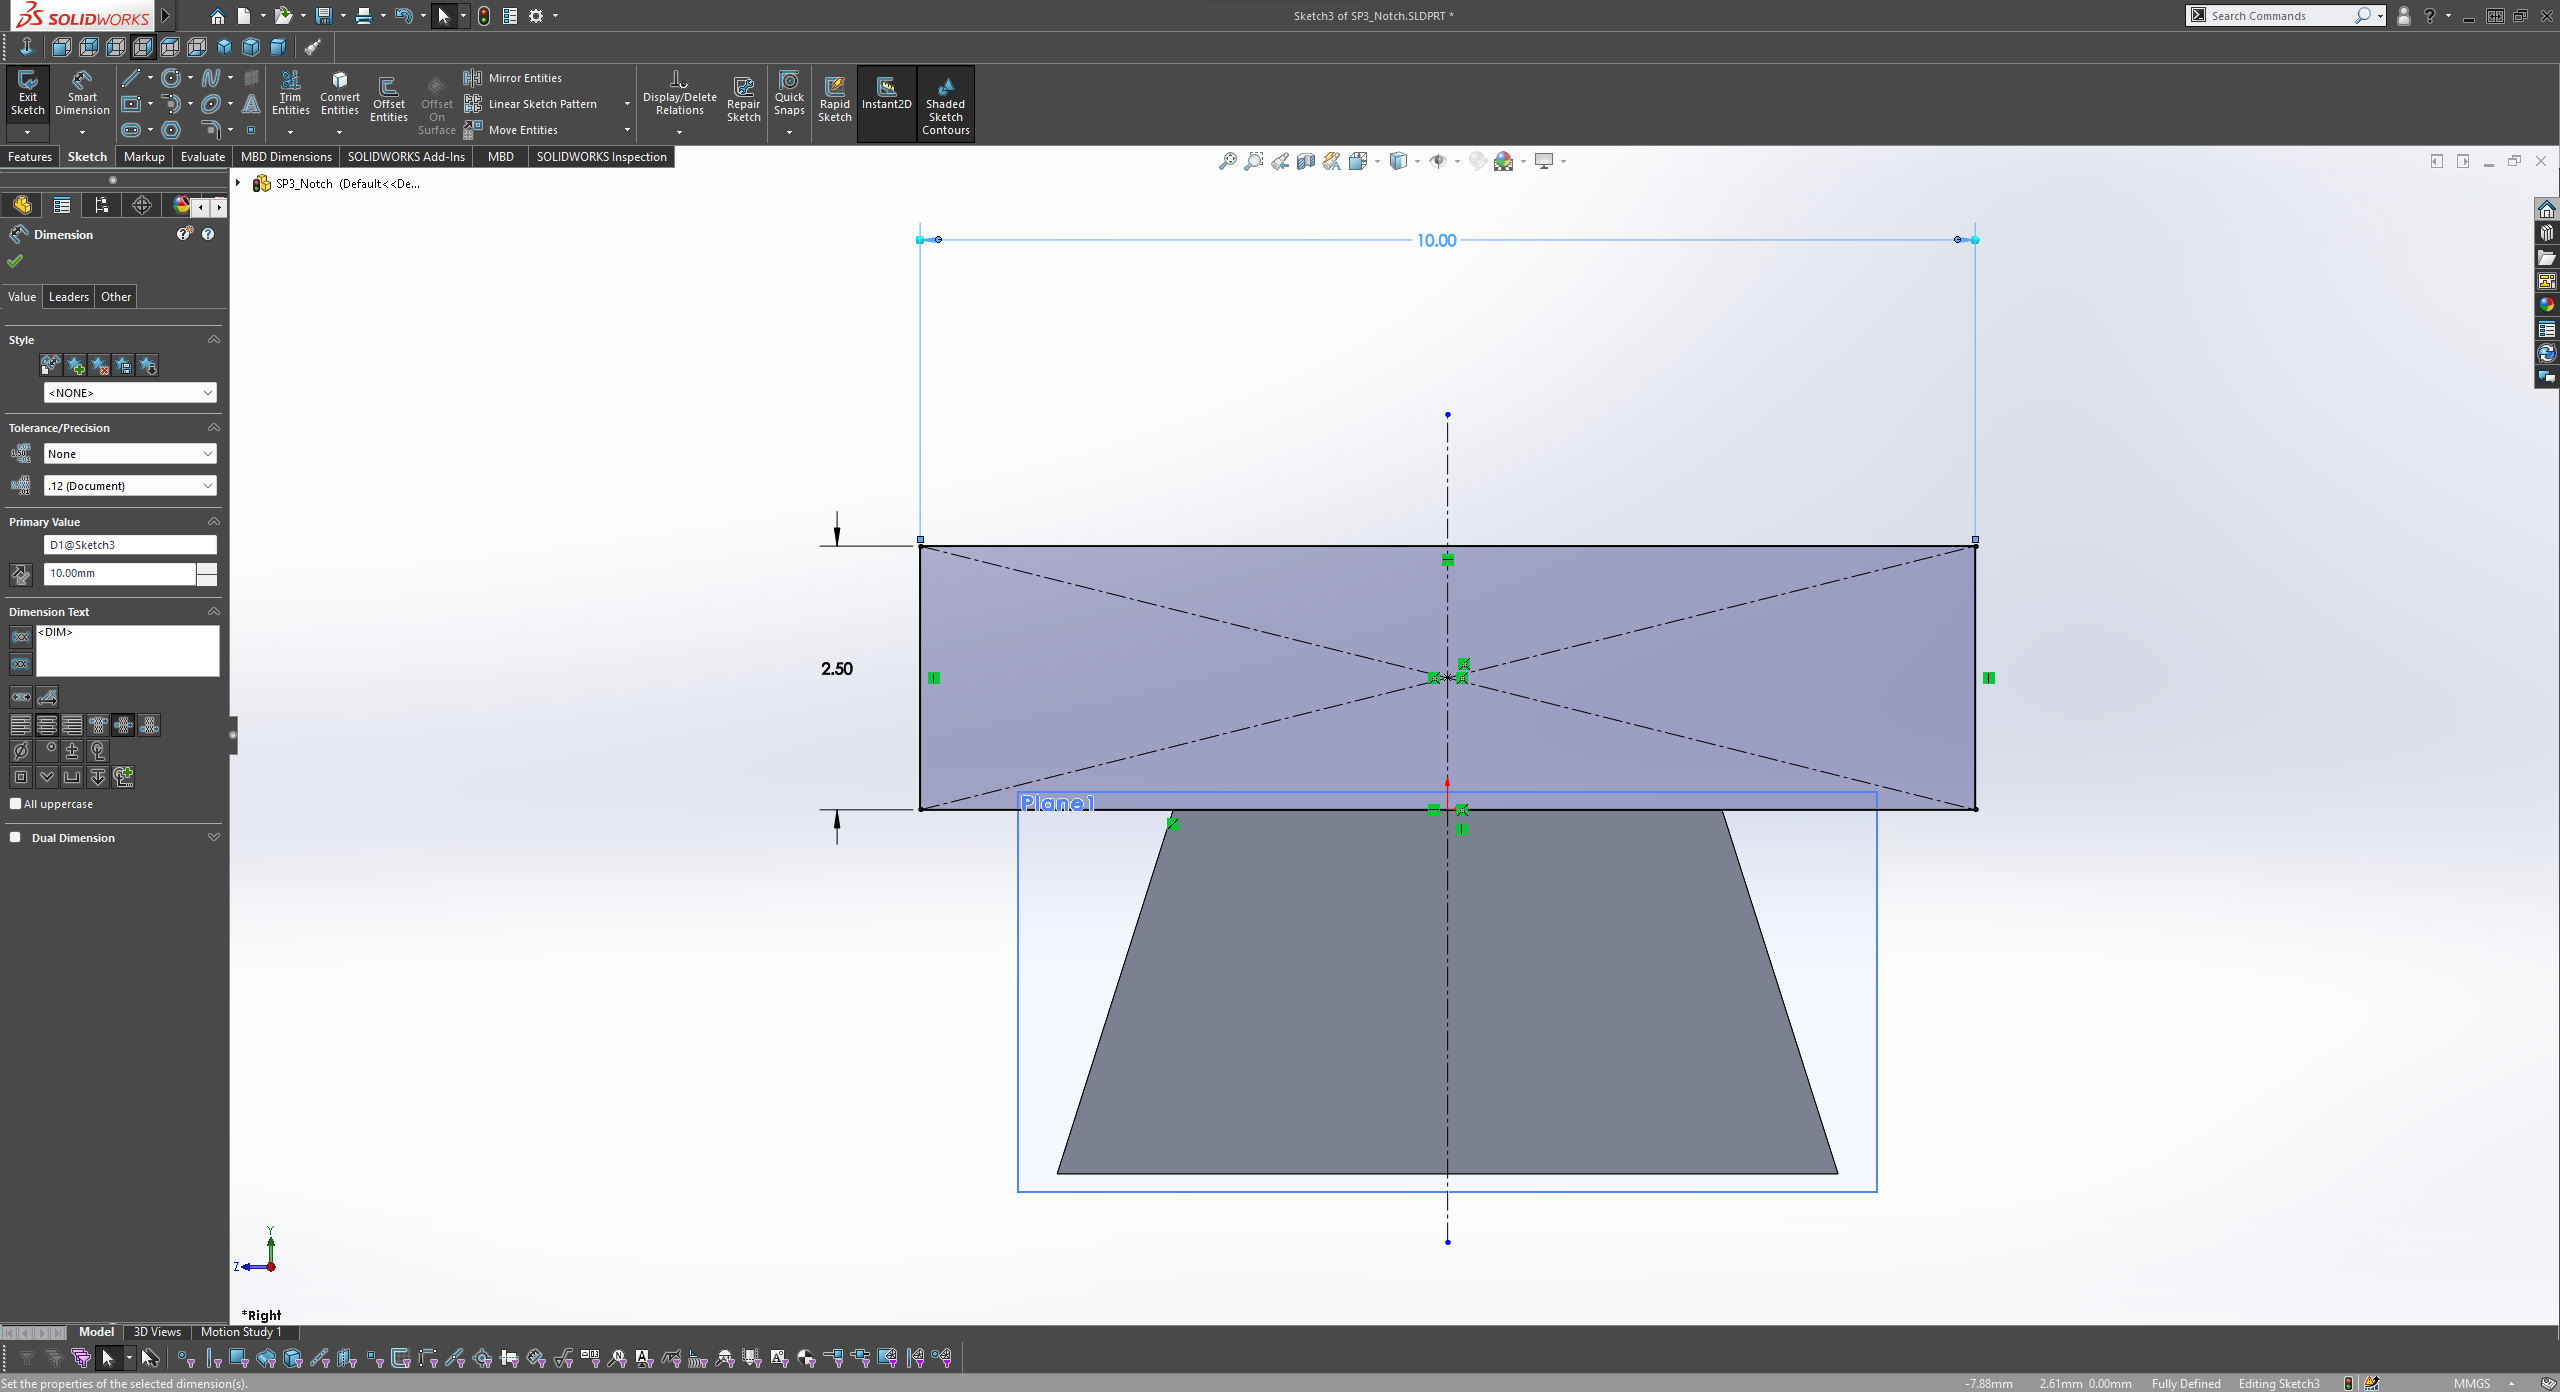 SOLIDWORKS
Sketch3 of SP3_Notch.SLDPRT *
Search Commands
Exit Sketch
Smart Dimension
Trim Entities
Convert Entities
Offset Entities
Offset On Surface
Mirror Entities
Linear Sketch Pattern
Move Entities
Display/Delete Relations
Repair Sketch
Quick Snaps
Rapid Sketch
Instant2D
Shaded Sketch Contours
Features Sketch Markup Evaluate MBD Dimensions SOLIDWORKS Add-Ins MBD SOLIDWORKS Inspection
SP3_Notch (Default<<De...
Dimension
Value Leaders Other
Style
<NONE>
Tolerance/Precision
None
.12 (Document)
Primary Value
D1@Sketch3
10.00mm
Dimension Text
<DIM>
All uppercase
Dual Dimension
10.00
2.50
Plane1
Y
Z
*Right
Model 3D Views Motion Study 1
Set the properties of the selected dimension(s).
-7.88mm 2.61mm 0.00mm Fully Defined Editing Sketch3 MMGS